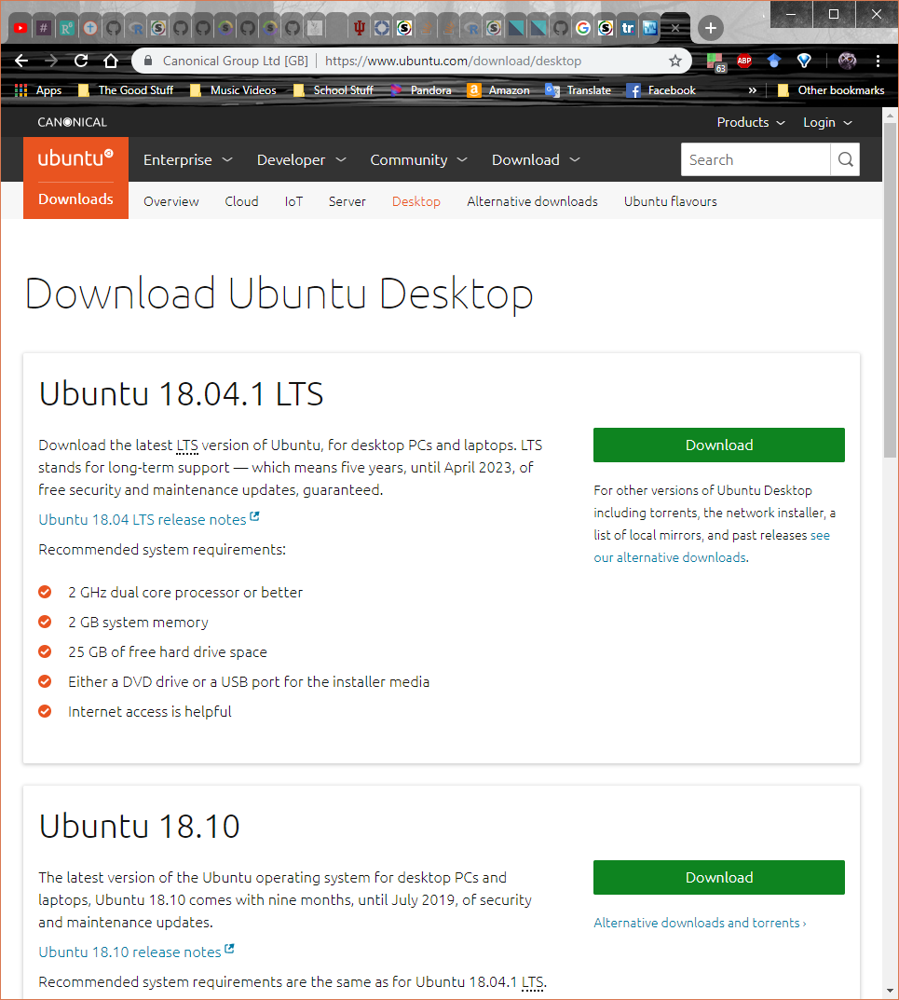 Canonical Group Ltd [GB] https://www.ubuntu.com/download/desktop
63 ABP
Apps The Good Stuff Music Videos School Stuff Pandora Amazon Translate Facebook » Other bookmarks
CANONICAL Products Login
ubuntu Enterprise Developer Community Download Search
Downloads Overview Cloud IoT Server Desktop Alternative downloads Ubuntu flavours
Download Ubuntu Desktop
Ubuntu 18.04.1 LTS
Download the latest LTS version of Ubuntu, for desktop PCs and laptops. LTS
stands for long-term support — which means five years, until April 2023, of
free security and maintenance updates, guaranteed.
Ubuntu 18.04 LTS release notes
Recommended system requirements:
2 GHz dual core processor or better
2 GB system memory
25 GB of free hard drive space
Either a DVD drive or a USB port for the installer media
Internet access is helpful
Download
For other versions of Ubuntu Desktop
including torrents, the network installer, a
list of local mirrors, and past releases see
our alternative downloads.
Ubuntu 18.10
The latest version of the Ubuntu operating system for desktop PCs and
laptops, Ubuntu 18.10 comes with nine months, until July 2019, of security
and maintenance updates.
Ubuntu 18.10 release notes
Recommended system requirements are the same as for Ubuntu 18.04.1 LTS.
Download
Alternative downloads and torrents ›